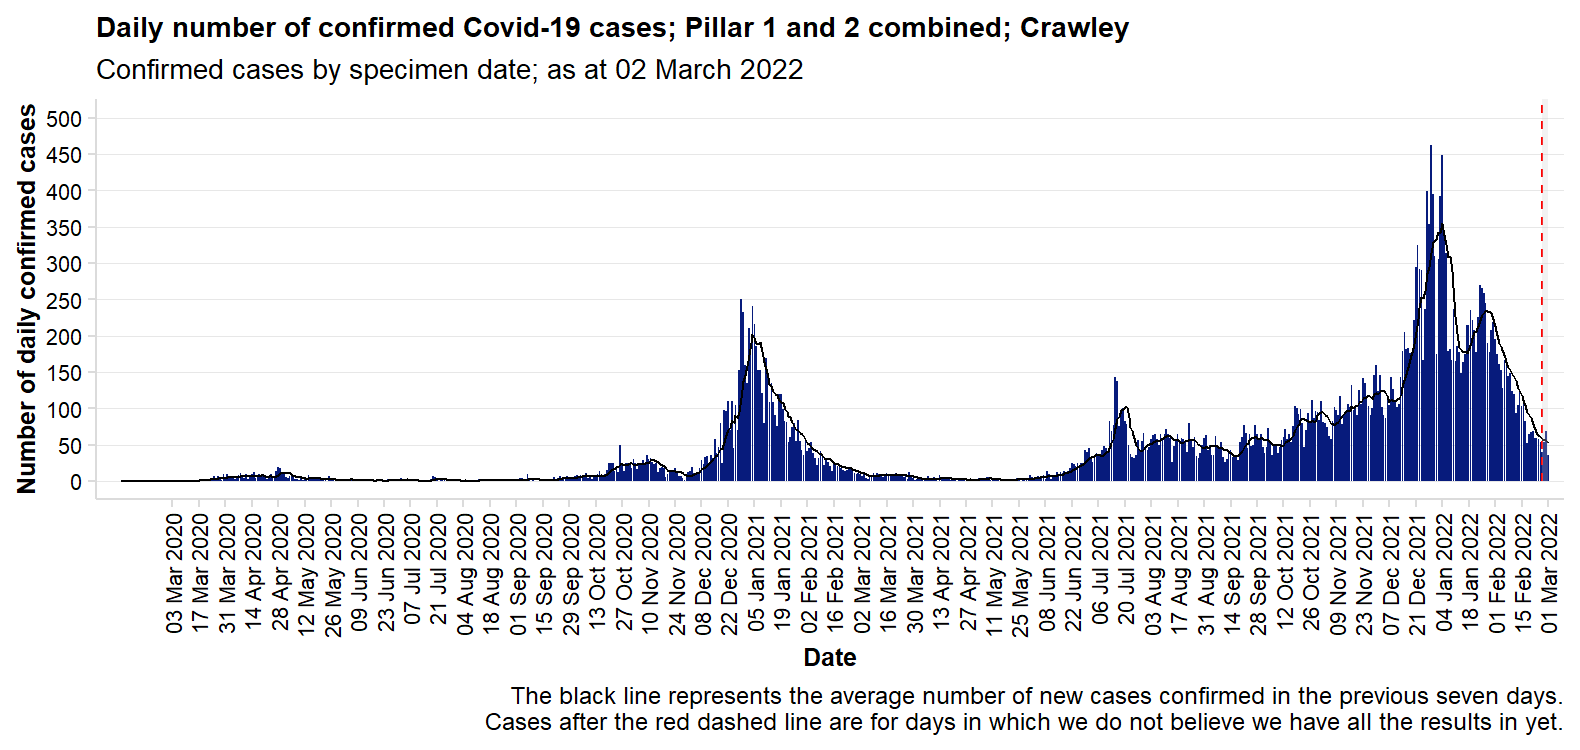 Daily number of confirmed Covid-19 cases; Pillar 1 and 2 combined; Crawley
Confirmed cases by specimen date; as at 02 March 2022
Number of daily confirmed cases
500
450
400
350
300
250
200
150
100
50
0
03 Mar 2020
17 Mar 2020
31 Mar 2020
14 Apr 2020
28 Apr 2020
12 May 2020
26 May 2020
09 Jun 2020
23 Jun 2020
07 Jul 2020
21 Jul 2020
04 Aug 2020
18 Aug 2020
01 Sep 2020
15 Sep 2020
29 Sep 2020
13 Oct 2020
27 Oct 2020
10 Nov 2020
24 Nov 2020
08 Dec 2020
22 Dec 2020
05 Jan 2021
19 Jan 2021
02 Feb 2021
16 Feb 2021
02 Mar 2021
16 Mar 2021
30 Mar 2021
13 Apr 2021
27 Apr 2021
11 May 2021
25 May 2021
08 Jun 2021
22 Jun 2021
06 Jul 2021
20 Jul 2021
03 Aug 2021
17 Aug 2021
31 Aug 2021
14 Sep 2021
28 Sep 2021
12 Oct 2021
26 Oct 2021
09 Nov 2021
23 Nov 2021
07 Dec 2021
21 Dec 2021
04 Jan 2022
18 Jan 2022
01 Feb 2022
15 Feb 2022
01 Mar 2022
Date
The black line represents the average number of new cases confirmed in the previous seven days.
Cases after the red dashed line are for days in which we do not believe we have all the results in yet.